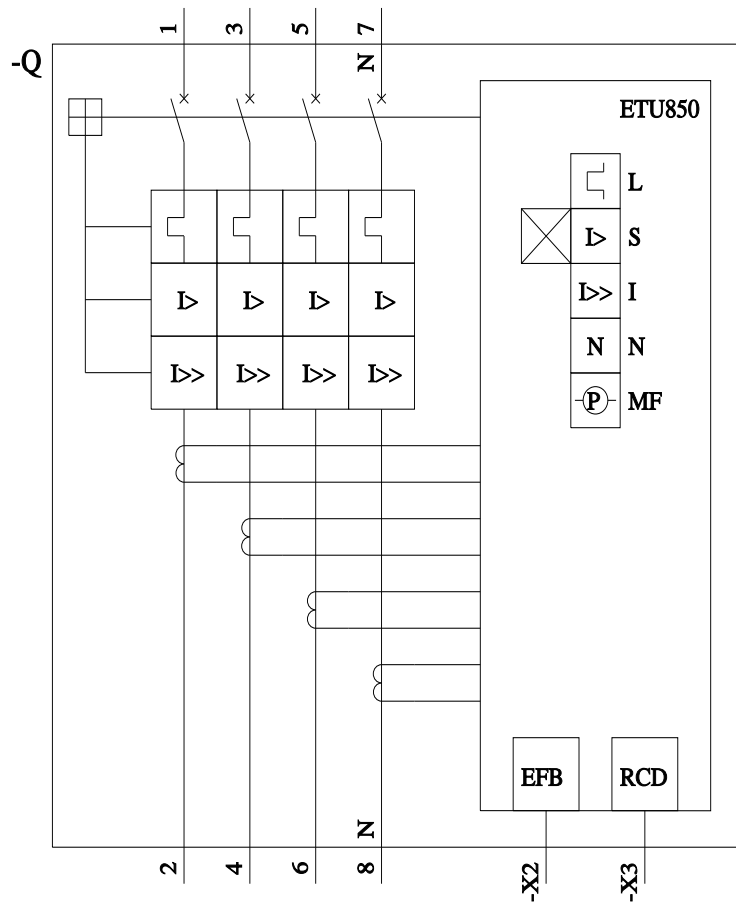 1 3 5 7
N
-Q
ETU850
L
I> S
I>> I
N N
P MF
I> I> I> I>
I>> I>> I>> I>>
EFB RCD
N
2 4 6 8
-X2 -X3